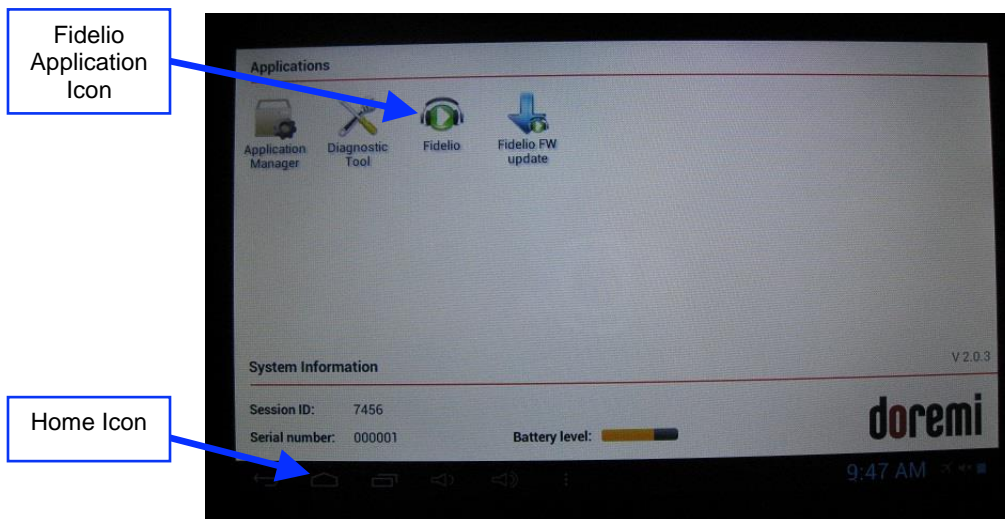 Fidelio
Application
Icon
Applications
Application
Manager
Diagnostic
Tool
Fidelio
Fidelio FW
update
System Information
V 2.0.3
Session ID: 7456
doremi
Home Icon
Serial number: 000001
Battery level:
9:47 AM